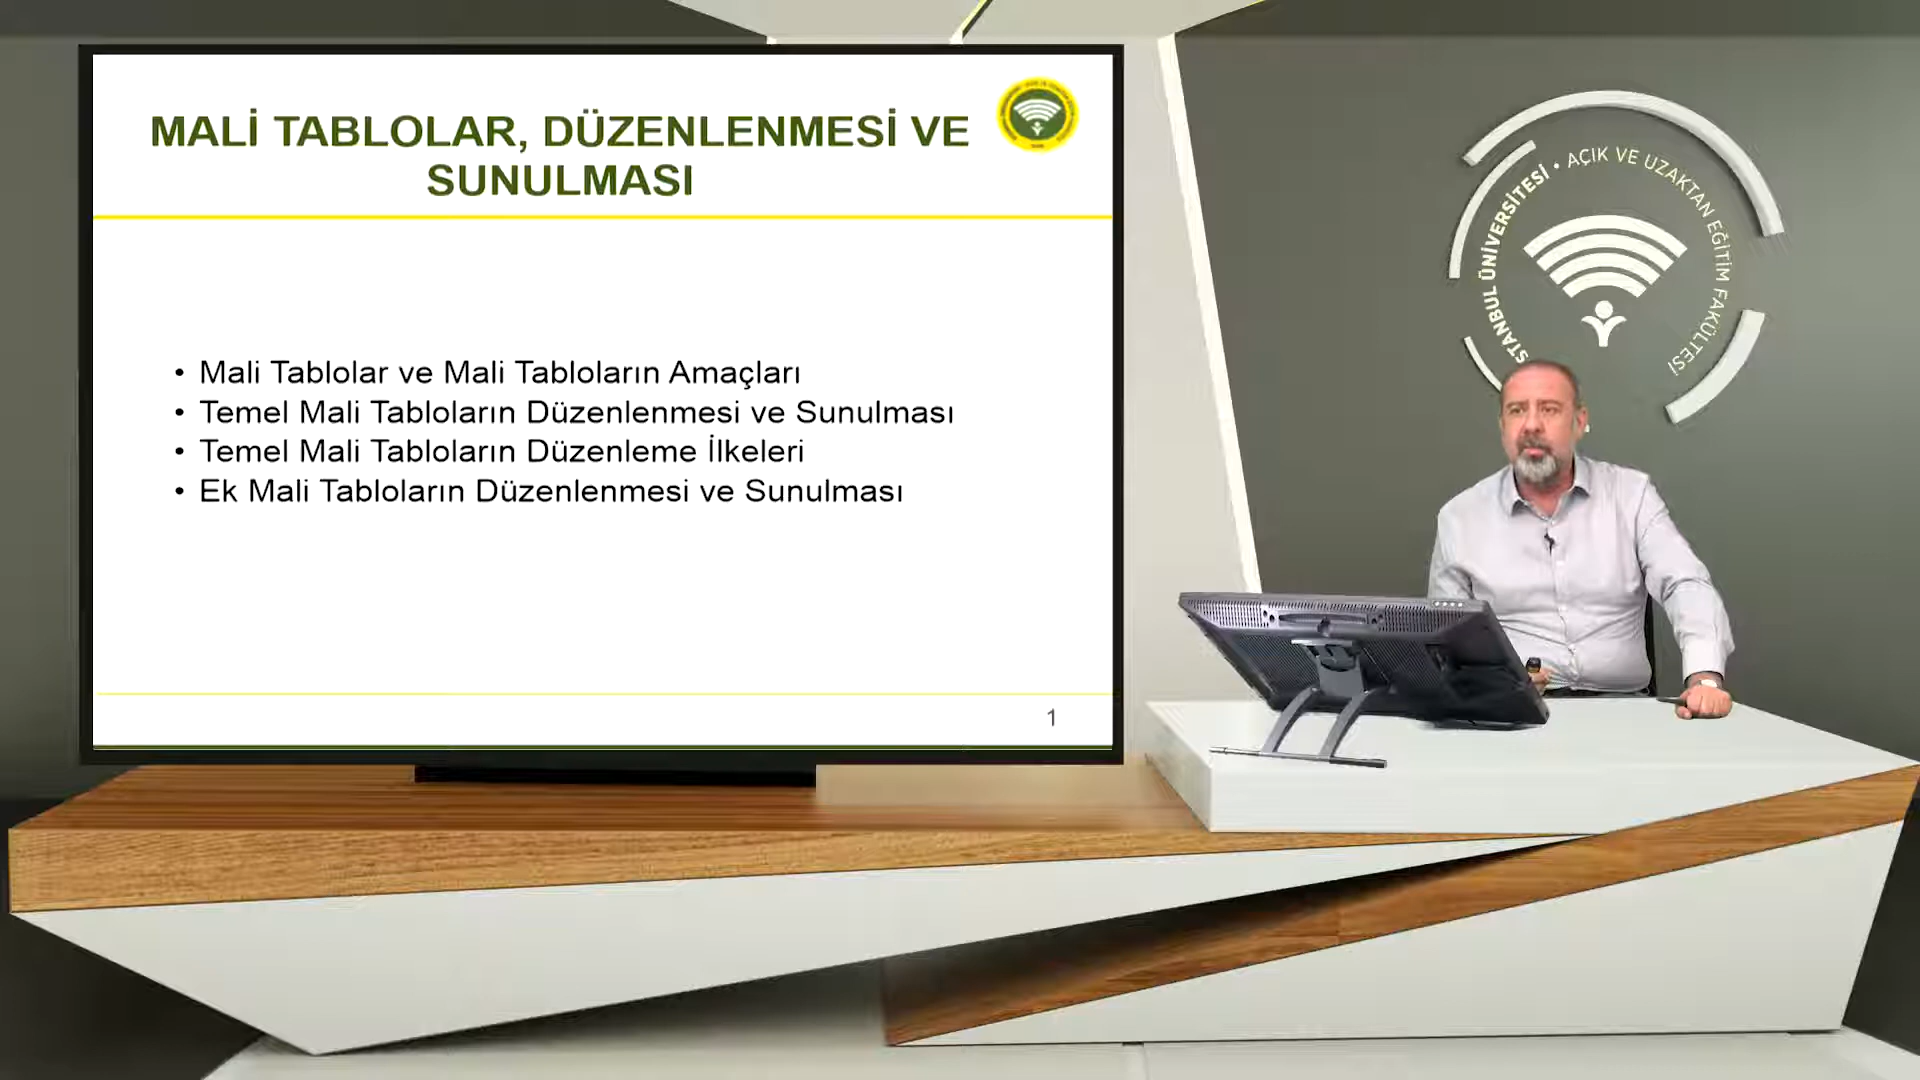 MALİ TABLOLAR, DÜZENLENMESİ VE
SUNULMASI
• Mali Tablolar ve Mali Tabloların Amaçları
• Temel Mali Tabloların Düzenlenmesi ve Sunulması
• Temel Mali Tabloların Düzenleme İlkeleri
• Ek Mali Tabloların Düzenlenmesi ve Sunulması
1
STANBUL ÜNİVERSİTESİ • AÇIK VE UZAKTAN EĞİTİM FAKÜLTESİ